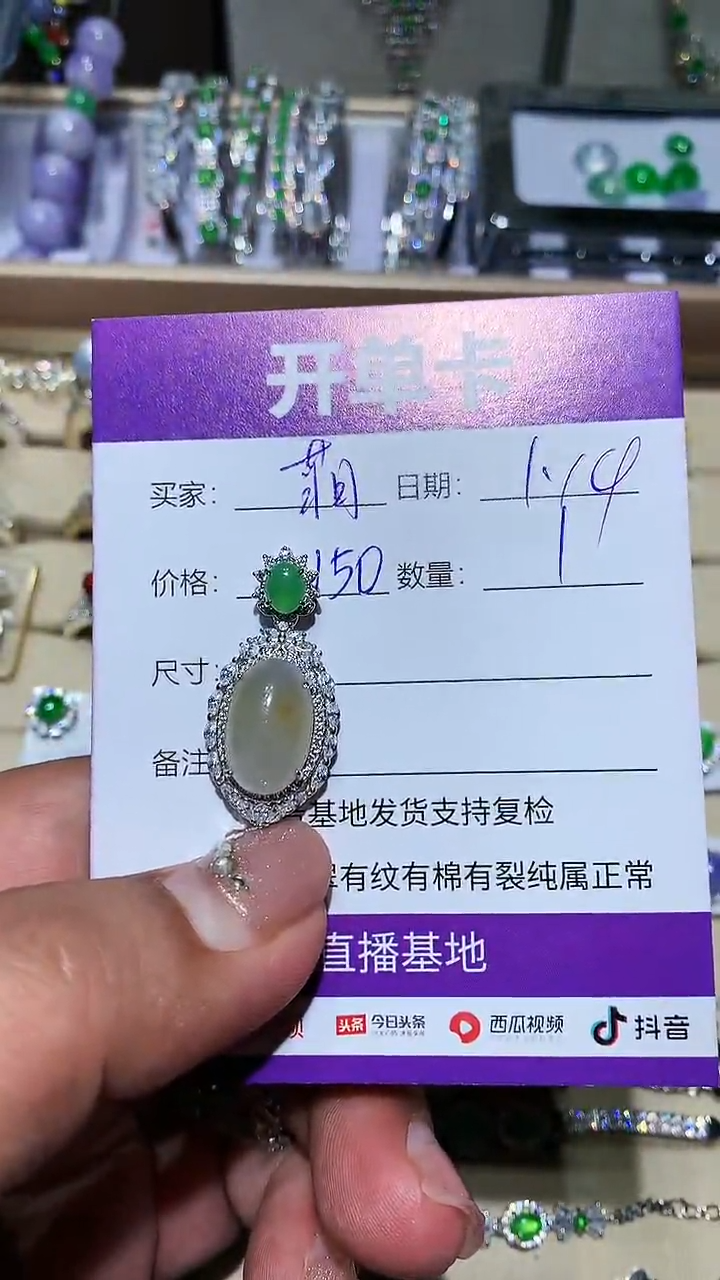 开单卡
买家: 萌 日期: 1.14
价格: 150 数量: 1
尺寸:
备注
基地发货支持复检
有纹有棉有裂纯属正常
直播基地
头条 今日头条 西瓜视频 抖音